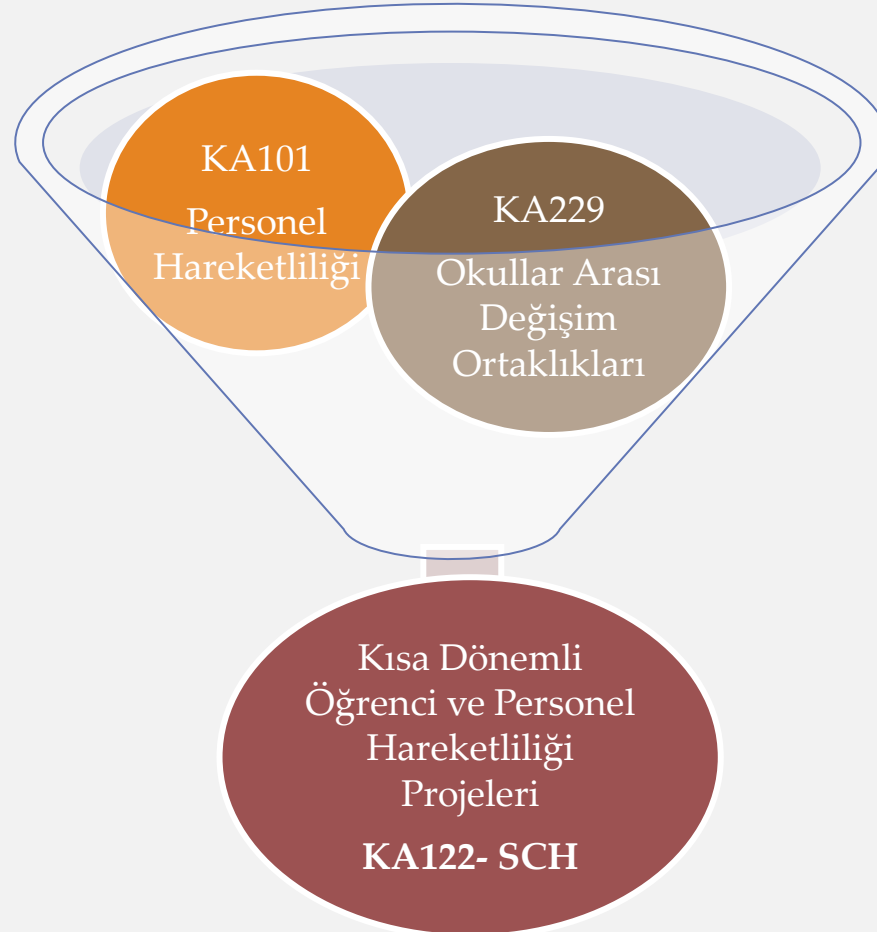 KA101
Personel
Hareketliliği
KA229
Okullar Arası
Değişim
Ortaklıkları
Kısa Dönemli
Öğrenci ve Personel
Hareketliliği
Projeleri
KA122- SCH